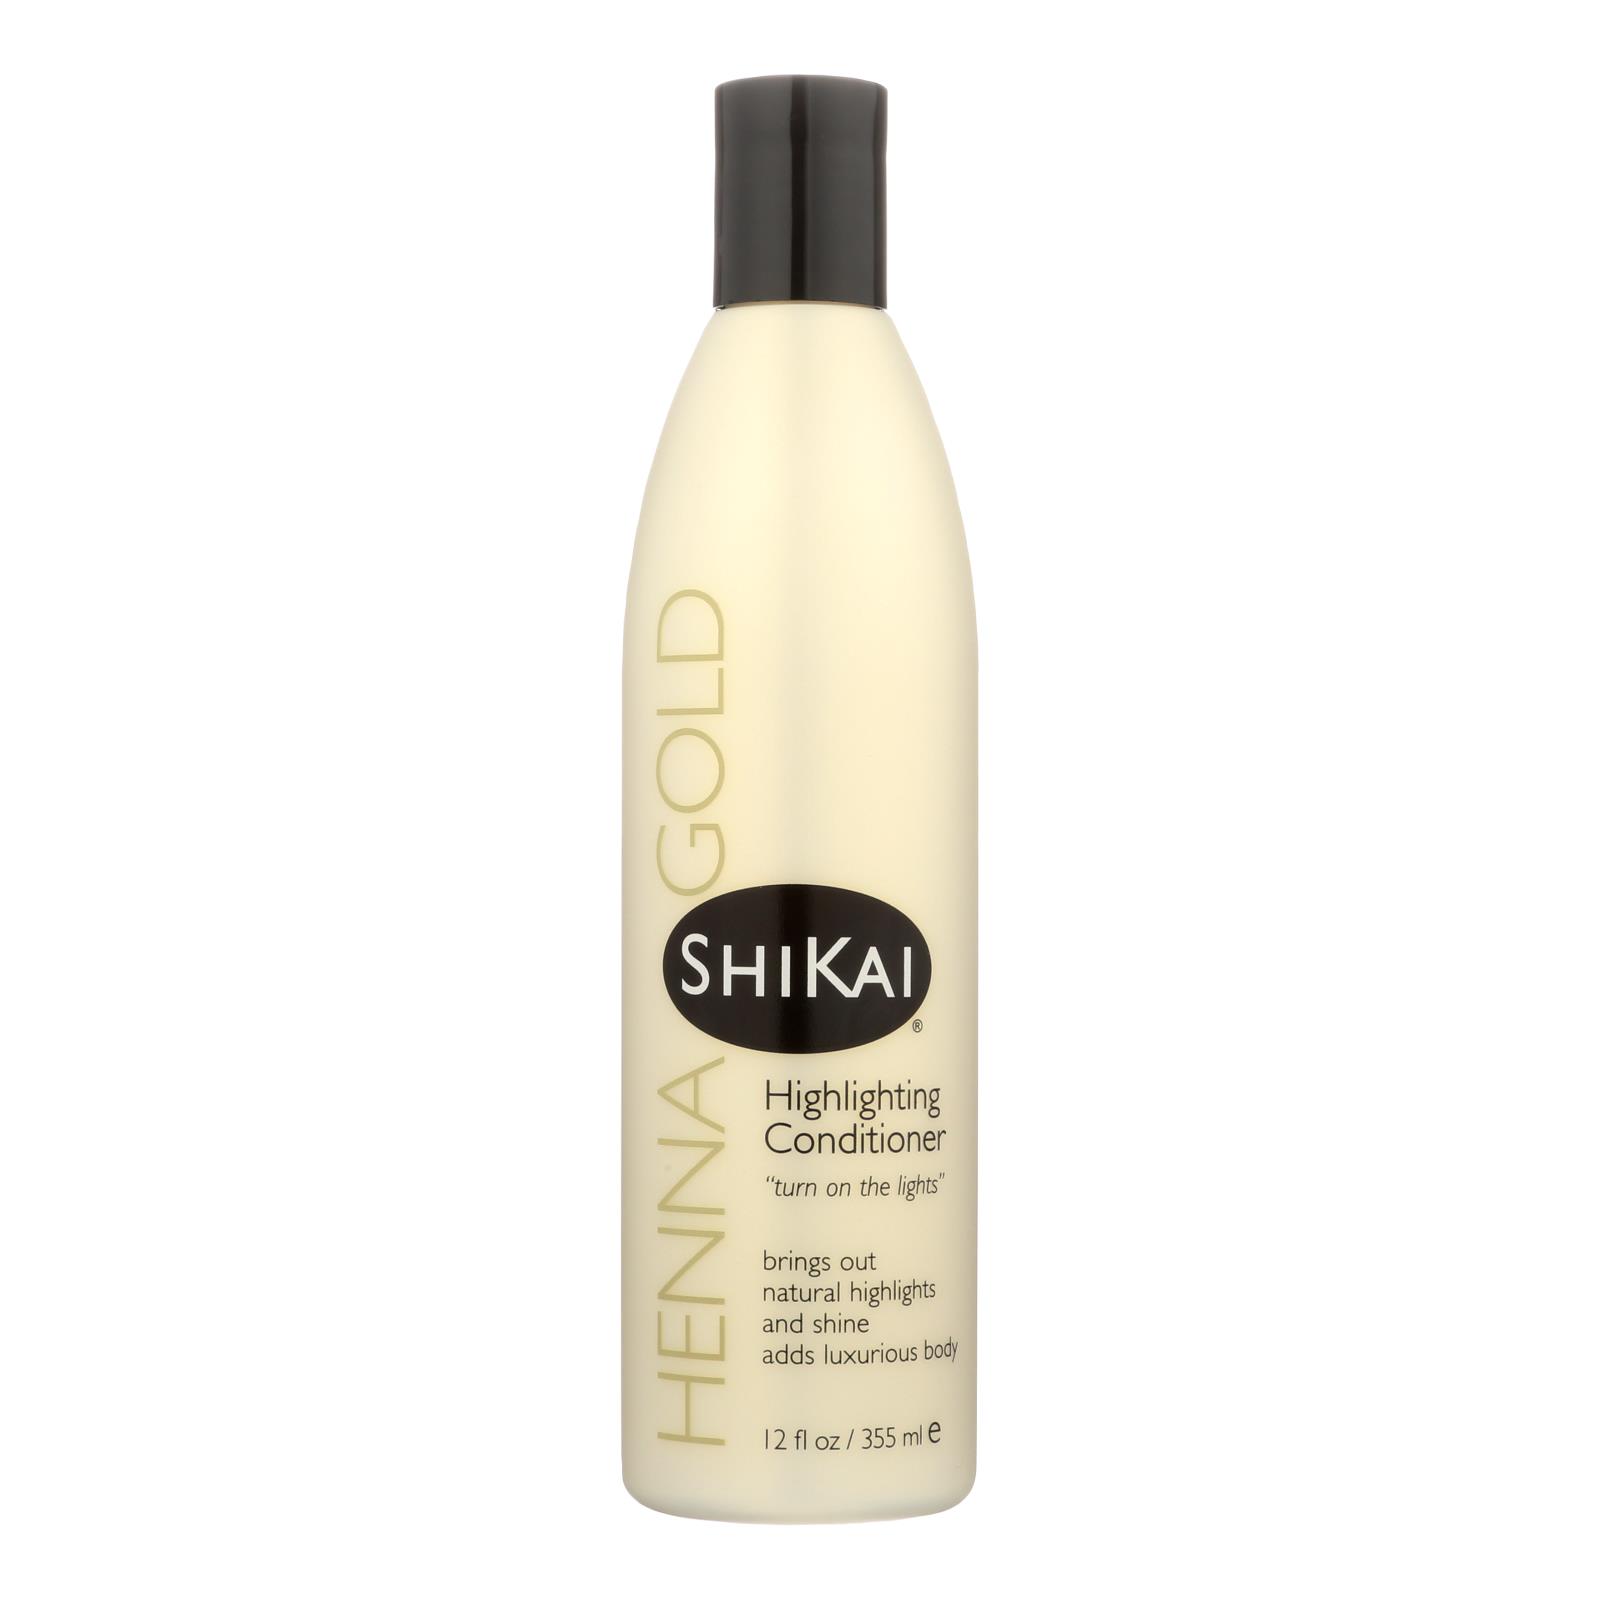 HENNA GOLD
SHIKAI
®
Highlighting
Conditioner
"turn on the lights"
brings out
natural highlights
and shine
adds luxurious body
12 fl oz / 355 ml e